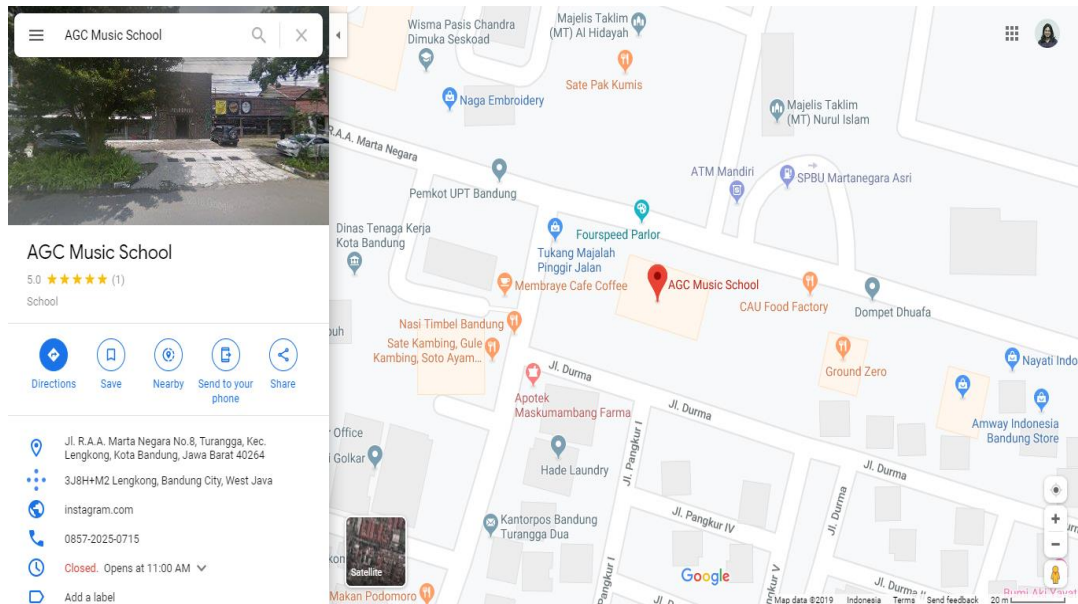 AGC Music School
AGC Music School
5.0 ★★★★★ (1)
School
Directions
Save
Nearby
Send to your
phone
Share
Jl. R.A.A. Marta Negara No.8, Turangga, Kec.
Lengkong, Kota Bandung, Jawa Barat 40264
3J8H+M2 Lengkong, Bandung City, West Java
instagram.com
0857-2025-0715
Closed. Opens at 11:00 AM
Add a label
Wisma Pasis Chandra
Dimuka Seskoad
Majelis Taklim
(MT) Al Hidayah
Sate Pak Kumis
Naga Embroidery
Majelis Taklim
(MT) Nurul Islam
R.A.A. Marta Negara
ATM Mandiri
SPBU Martanegara Asri
Pemkot UPT Bandung
Dinas Tenaga Kerja
Kota Bandung
Fourspeed Parlor
Tukang Majalah
Pinggir Jalan
Membraye Cafe Coffee
AGC Music School
CAU Food Factory
Dompet Dhuafa
Nasi Timbel Bandung
Sate Kambing, Gule
Kambing, Soto Ayam...
Ground Zero
Nayati Indo
Jl. Durma
Apotek
Maskumambang Farma
Jl. Durma
Amway Indonesia
Bandung Store
Office
Golkar
Hade Laundry
Jl. Pangkur I
Jl. Durma
Jl. Durma
Kantorpos Bandung
Turangga Dua
Jl. Pangkur IV
Satellite
Google
Pangkur I
Pangkur V
Jl. Durma
Makan Podomoro
Bumi Aki Yayat
Map data ©2019
Indonesia
Terms
Send feedback
20 m